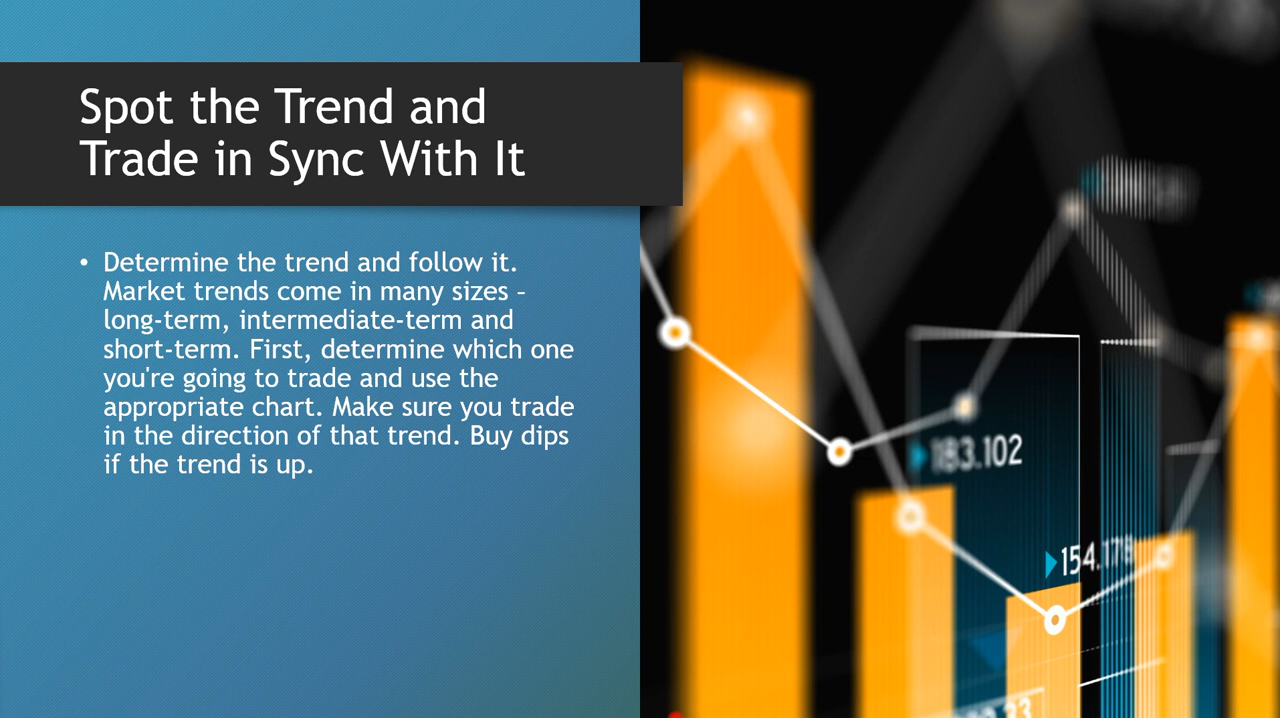 Spot the Trend and
Trade in Sync With It
• Determine the trend and follow it.
Market trends come in many sizes –
long-term, intermediate-term and
short-term. First, determine which one
you're going to trade and use the
appropriate chart. Make sure you trade
in the direction of that trend. Buy dips
if the trend is up.
183.102
154.178